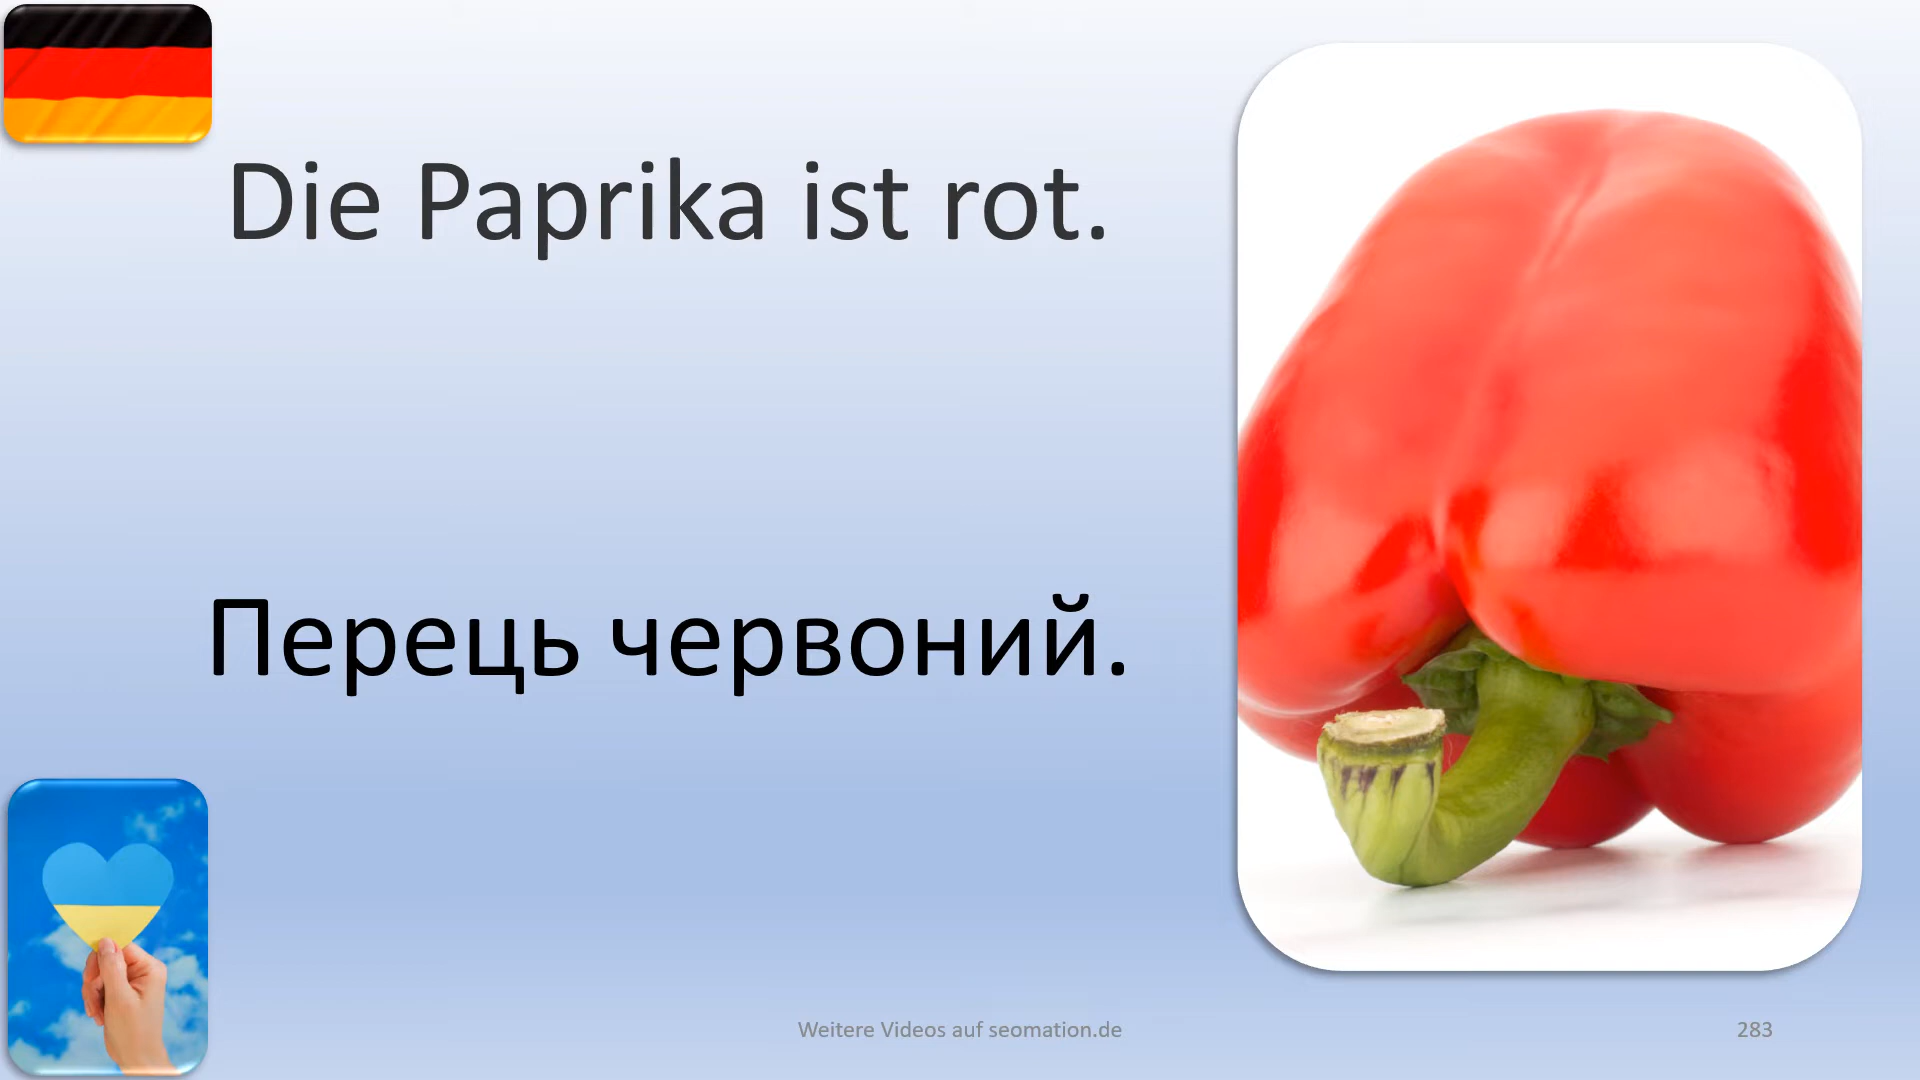 Die Paprika ist rot.
Перець червоний.
Weitere Videos auf seomation.de
283